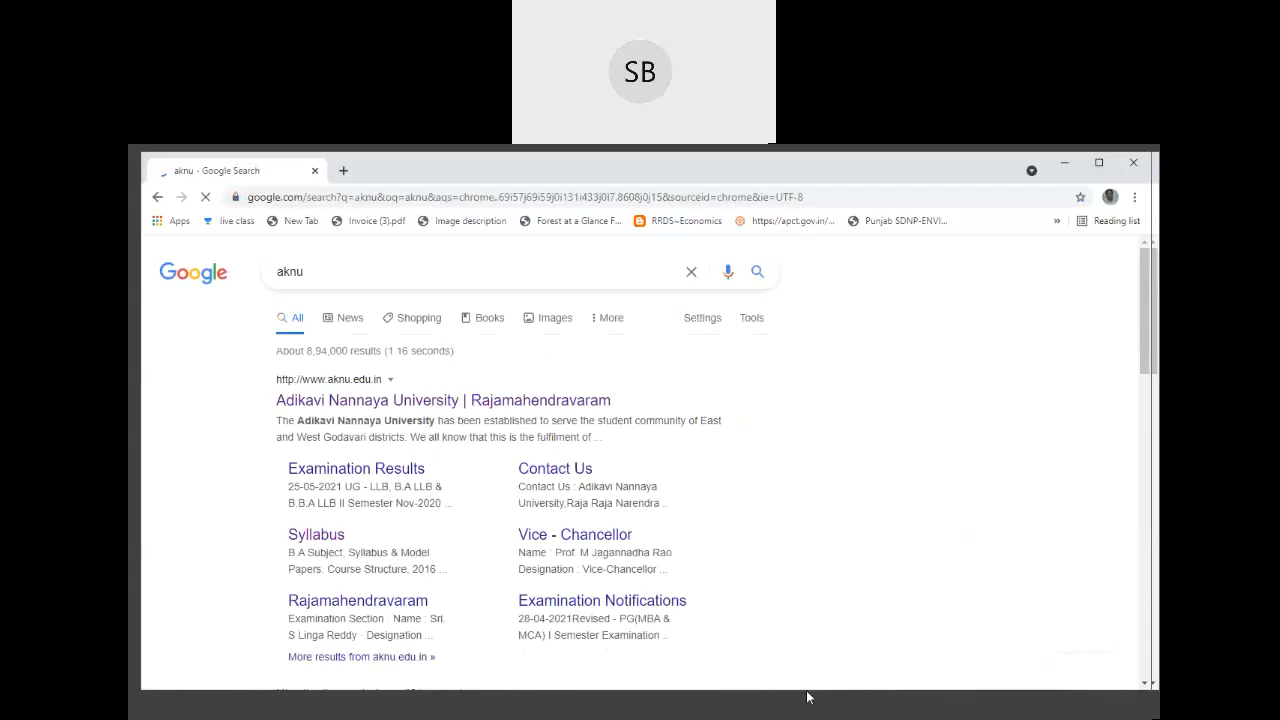 SB
aknu - Google Search
google.com/search?q=aknu&oq=aknu&aqs=chrome..69i57j69i59j0i131i433j0l7.8608j0j15&sourceid=chrome&ie=UTF-8
Apps live class New Tab Invoice (3).pdf Image description Forest at a Glance F... RRDS~Economics https://apct.gov.in/... Punjab SDNP-ENVI... » Reading list
Google aknu
All News Shopping Books Images More Settings Tools
About 8,94,000 results (1.16 seconds)
http://www.aknu.edu.in
Adikavi Nannaya University | Rajamahendravaram
The Adikavi Nannaya University has been established to serve the student community of East
and West Godavari districts. We all know that this is the fulfilment of ...
Examination Results
25-05-2021 UG - LLB, B.A LLB &
B.B.A LLB II Semester Nov-2020 ...
Contact Us
Contact Us : Adikavi Nannaya
University,Raja Raja Narendra ..
Syllabus
B.A Subject, Syllabus & Model
Papers. Course Structure, 2016 ...
Vice - Chancellor
Name : Prof. M Jagannadha Rao
Designation : Vice-Chancellor ...
Rajamahendravaram
Examination Section · Name : Sri.
S Linga Reddy · Designation ...
Examination Notifications
28-04-2021Revised - PG(MBA &
MCA) I Semester Examination ..
More results from aknu.edu.in »